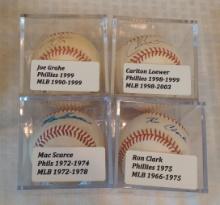 Joe Grahe
Phillies 1999
MLB 1990-1999
Carlton Loewer
Phillies 1998-1999
MLB 1998-2003
Mac Scarce
Phils 1972-1974
MLB 1972-1978
Ron Clark
Phillies 1975
MLB 1966-1975